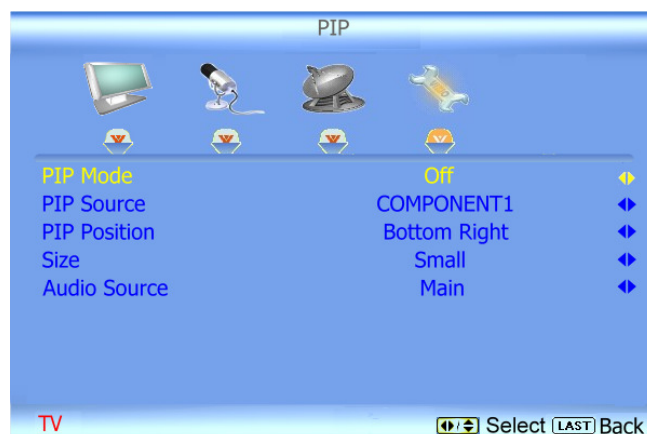 PIP
PIP Mode Off
PIP Source COMPONENT1
PIP Position Bottom Right
Size Small
Audio Source Main
TV Select LAST Back